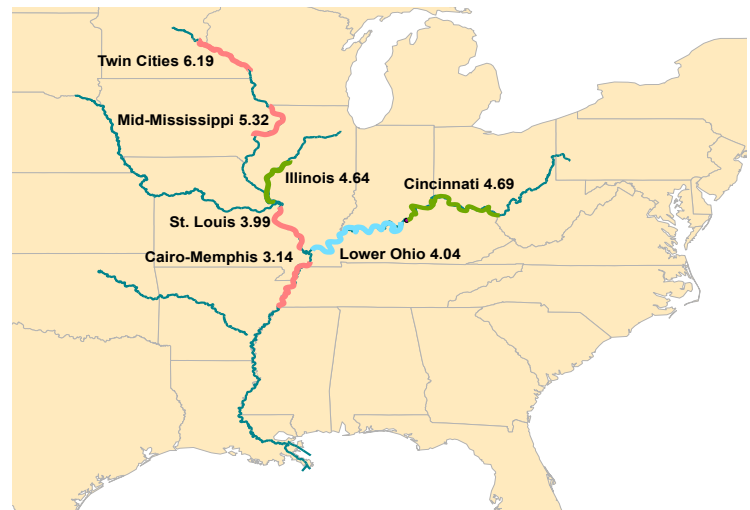 Twin Cities 6.19
Mid-Mississippi 5.32
Illinois 4.64
Cincinnati 4.69
St. Louis 3.99
Cairo-Memphis 3.14
Lower Ohio 4.04